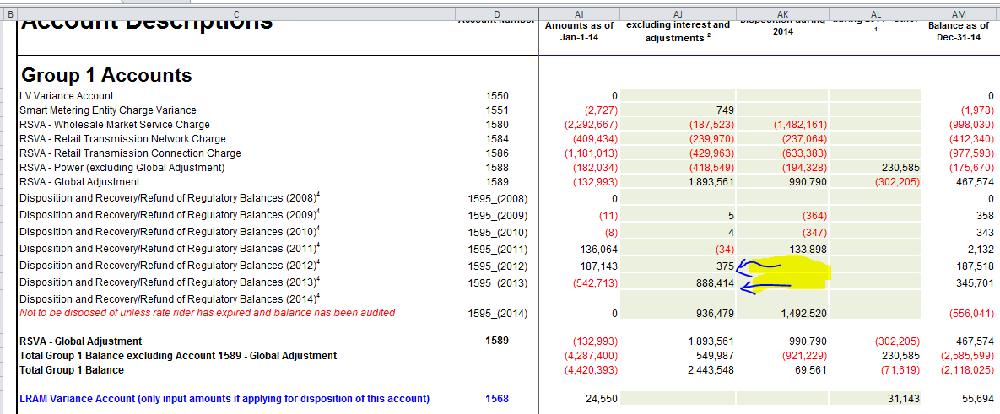 B C D AI AJ AK AL AM
Account Descriptions Account Number Amounts as of Jan-1-14 excluding interest and adjustments 2 Disposition during 2014 1 Balance as of Dec-31-14
Group 1 Accounts
LV Variance Account 1550 0 0
Smart Metering Entity Charge Variance 1551 (2,727) 749 (1,978)
RSVA - Wholesale Market Service Charge 1580 (2,292,667) (187,523) (1,482,161) (998,030)
RSVA - Retail Transmission Network Charge 1584 (409,434) (239,970) (237,064) (412,340)
RSVA - Retail Transmission Connection Charge 1586 (1,181,013) (429,963) (633,383) (977,593)
RSVA - Power (excluding Global Adjustment) 1588 (182,034) (418,549) (194,328) 230,585 (175,670)
RSVA - Global Adjustment 1589 (132,993) 1,893,561 990,790 (302,205) 467,574
Disposition and Recovery/Refund of Regulatory Balances (2008)4 1595_(2008) 0 0
Disposition and Recovery/Refund of Regulatory Balances (2009)4 1595_(2009) (11) 5 (364) 358
Disposition and Recovery/Refund of Regulatory Balances (2010)4 1595_(2010) (8) 4 (347) 343
Disposition and Recovery/Refund of Regulatory Balances (2011)4 1595_(2011) 136,064 (34) 133,898 2,132
Disposition and Recovery/Refund of Regulatory Balances (2012)4 1595_(2012) 187,143 375 187,518
Disposition and Recovery/Refund of Regulatory Balances (2013)4 1595_(2013) (542,713) 888,414 345,701
Disposition and Recovery/Refund of Regulatory Balances (2014)4
Not to be disposed of unless rate rider has expired and balance has been audited 1595_(2014) 0 936,479 1,492,520 (556,041)
RSVA - Global Adjustment 1589 (132,993) 1,893,561 990,790 (302,205) 467,574
Total Group 1 Balance excluding Account 1589 - Global Adjustment (4,287,400) 549,987 (921,229) 230,585 (2,585,599)
Total Group 1 Balance (4,420,393) 2,443,548 69,561 (71,619) (2,118,025)
LRAM Variance Account (only input amounts if applying for disposition of this account) 1568 24,550 31,143 55,694